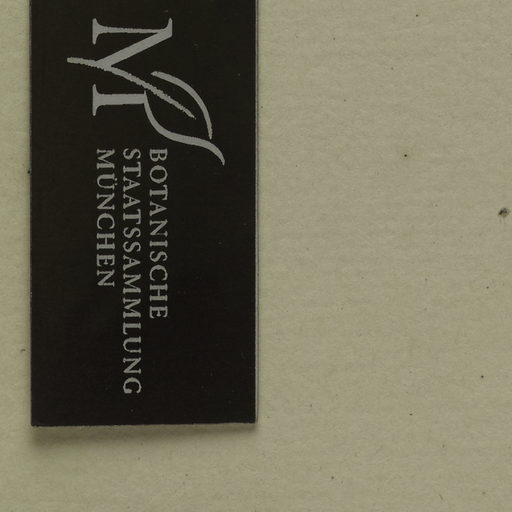 M
BOTANISCHE
STAATSSAMMLUNG
MÜNCHEN